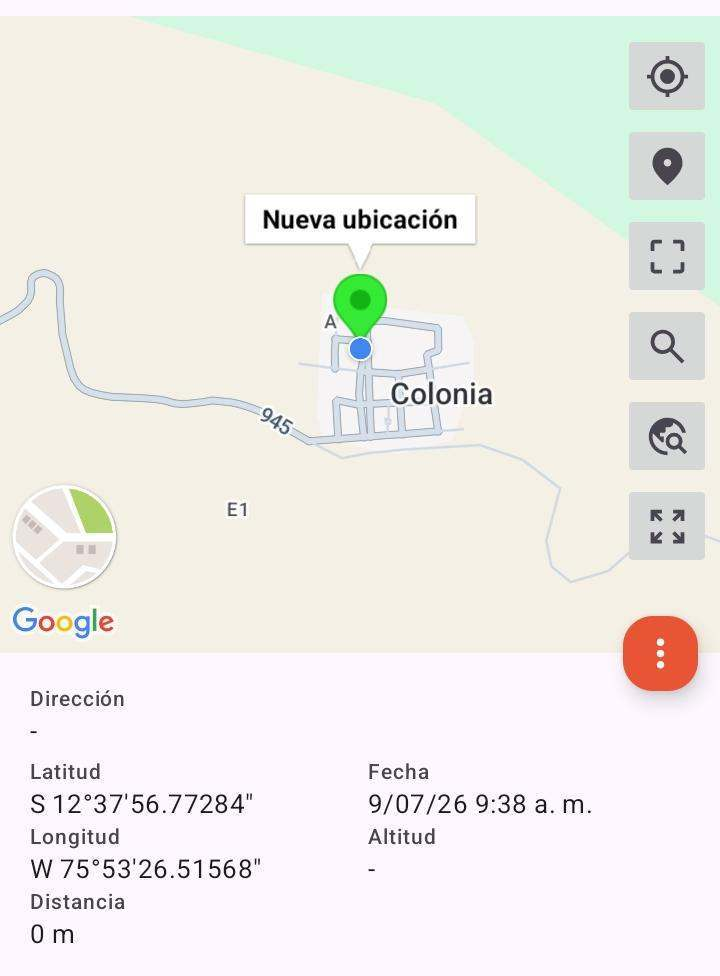 Nueva ubicación
A
Colonia
945
E1
Google
Dirección
-
Latitud
S 12°37'56.77284"
Fecha
9/07/26 9:38 a. m.
Longitud
W 75°53'26.51568"
Altitud
-
Distancia
0 m